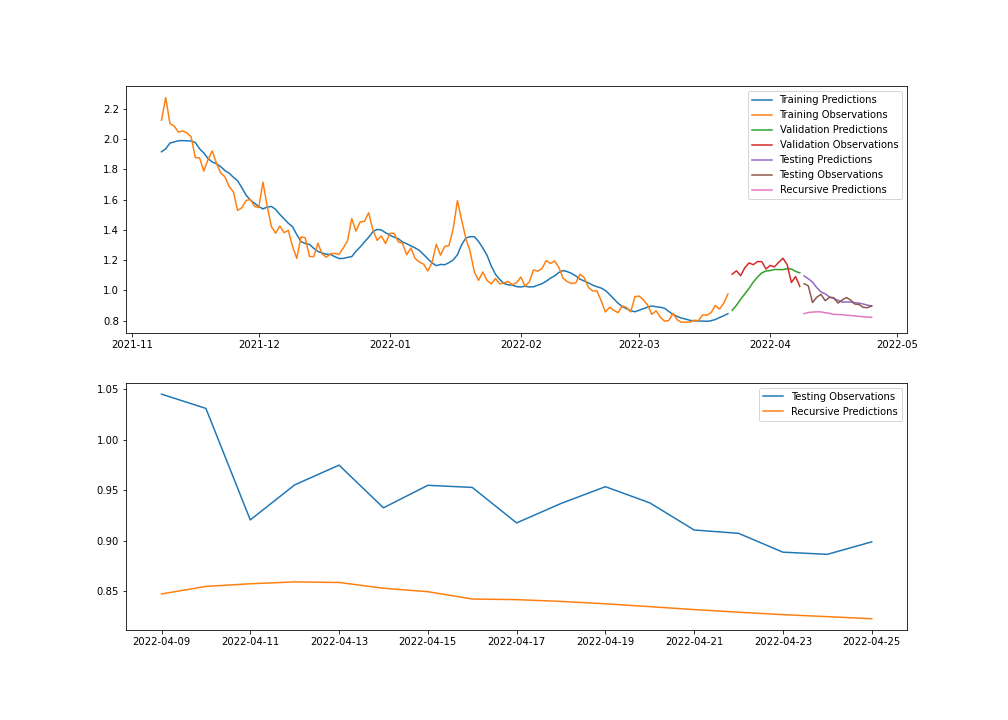 2.2
2.0
1.8
1.6
1.4
1.2
1.0
0.8
2021-11 2021-12 2022-01 2022-02 2022-03 2022-04 2022-05
Training Predictions
Training Observations
Validation Predictions
Validation Observations
Testing Predictions
Testing Observations
Recursive Predictions
1.05
1.00
0.95
0.90
0.85
2022-04-09 2022-04-11 2022-04-13 2022-04-15 2022-04-17 2022-04-19 2022-04-21 2022-04-23 2022-04-25
Testing Observations
Recursive Predictions